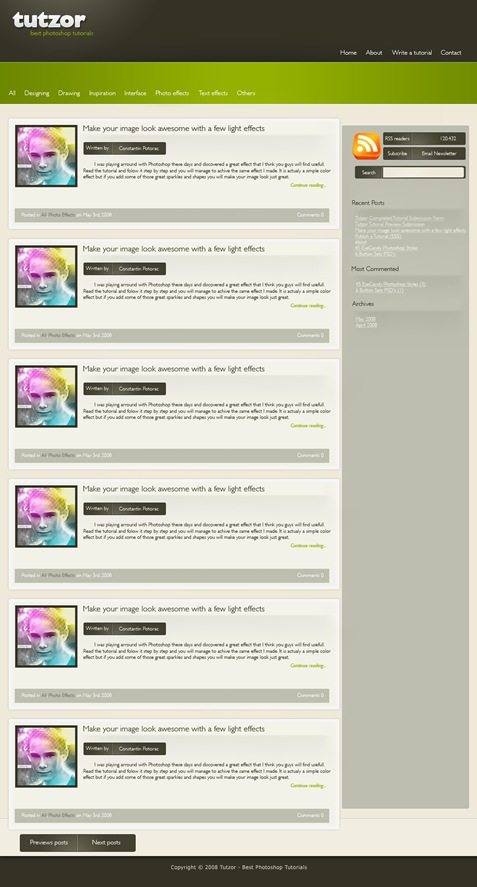 tutzor
best photoshop tutorials
Home About Write a tutorial Contact
All Designing Drawing Inspiration Interface Photo effects Text effects Others
Make your image look awesome with a few light effects
Written by Constantin Potorac
I was playing arround with Photoshop these days and dicovered a great effect that I think you guys will find useful.
Read the tutorial and folow it step by step and you will manage to achive the same effect I made. It is actualy a simple color
effect but if you add some of those great sparkles and shapes you will make your image look just great.
Continue reading...
Posted in All Photo Effects on May 3rd, 2008 Comments 0
Make your image look awesome with a few light effects
Written by Constantin Potorac
I was playing arround with Photoshop these days and dicovered a great effect that I think you guys will find useful.
Read the tutorial and folow it step by step and you will manage to achive the same effect I made. It is actualy a simple color
effect but if you add some of those great sparkles and shapes you will make your image look just great.
Continue reading...
Posted in All Photo Effects on May 3rd, 2008 Comments 0
Make your image look awesome with a few light effects
Written by Constantin Potorac
I was playing arround with Photoshop these days and dicovered a great effect that I think you guys will find useful.
Read the tutorial and folow it step by step and you will manage to achive the same effect I made. It is actualy a simple color
effect but if you add some of those great sparkles and shapes you will make your image look just great.
Continue reading...
Posted in All Photo Effects on May 3rd, 2008 Comments 0
Make your image look awesome with a few light effects
Written by Constantin Potorac
I was playing arround with Photoshop these days and dicovered a great effect that I think you guys will find useful.
Read the tutorial and folow it step by step and you will manage to achive the same effect I made. It is actualy a simple color
effect but if you add some of those great sparkles and shapes you will make your image look just great.
Continue reading...
Posted in All Photo Effects on May 3rd, 2008 Comments 0
Make your image look awesome with a few light effects
Written by Constantin Potorac
I was playing arround with Photoshop these days and dicovered a great effect that I think you guys will find useful.
Read the tutorial and folow it step by step and you will manage to achive the same effect I made. It is actualy a simple color
effect but if you add some of those great sparkles and shapes you will make your image look just great.
Continue reading...
Posted in All Photo Effects on May 3rd, 2008 Comments 0
Make your image look awesome with a few light effects
Written by Constantin Potorac
I was playing arround with Photoshop these days and dicovered a great effect that I think you guys will find useful.
Read the tutorial and folow it step by step and you will manage to achive the same effect I made. It is actualy a simple color
effect but if you add some of those great sparkles and shapes you will make your image look just great.
Continue reading...
Posted in All Photo Effects on May 3rd, 2008 Comments 0
RSS readers 120.432
Subscribe Email Newsletter
Search
Recent Posts
Tutzor Completed Tutorial Submission Form
Tutzor Tutorial Preview Submission
Make your image look awesome with a few light effects
Publish a Tutorial
About
45 EyeCandy Photoshop Styles
6 Button Sets PSD's
Most Commented
45 EyeCandy Photoshop Styles (3)
6 Button Sets PSD's (1)
Archives
May 2008
April 2008
Previews posts Next posts
Copyright © 2008 Tutzor - Best Photoshop Tutorials